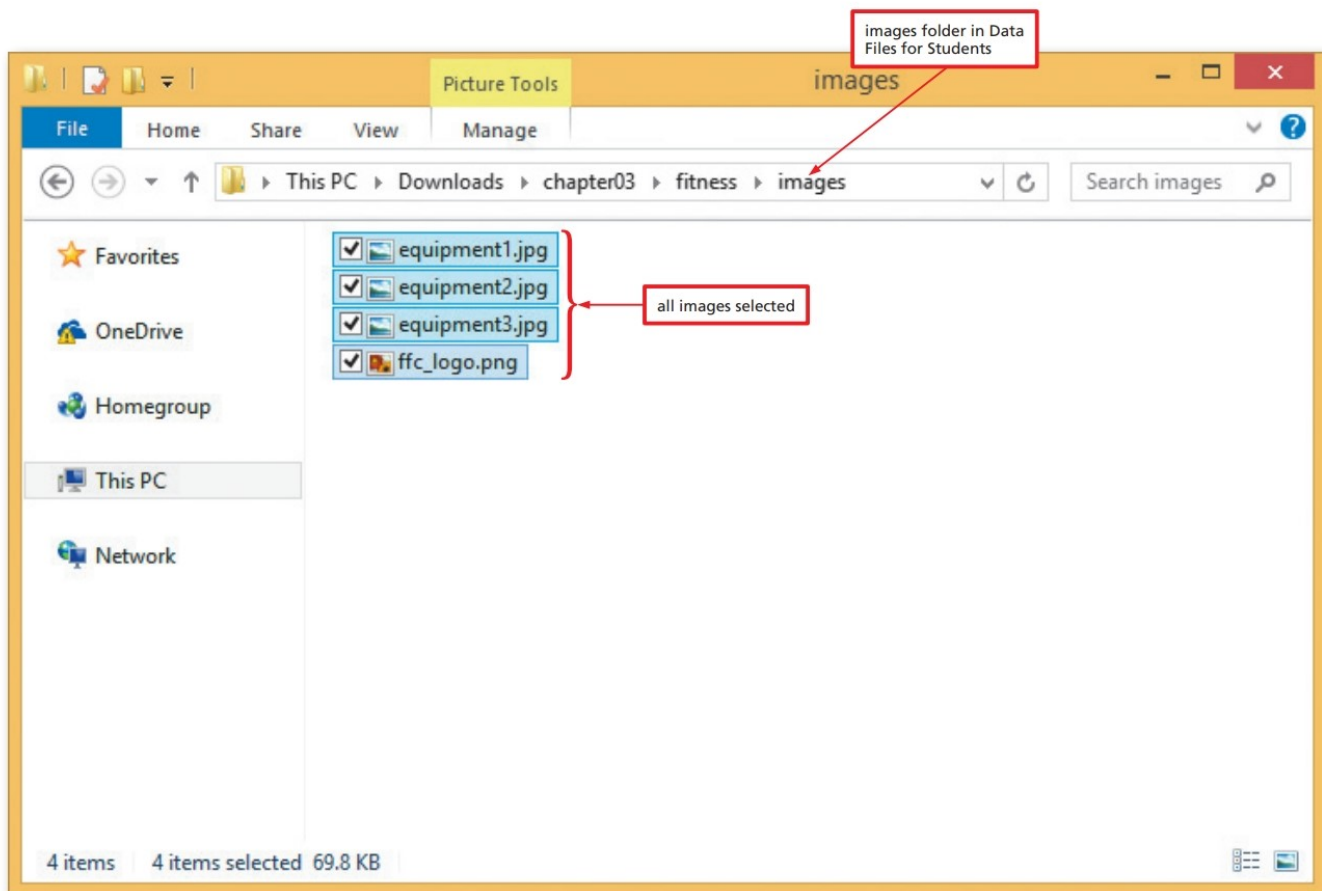 images folder in Data
Files for Students
Picture Tools
images
File Home Share View Manage
This PC Downloads chapter03 fitness images
Search images
Favorites
OneDrive
Homegroup
This PC
Network
equipment1.jpg
equipment2.jpg
equipment3.jpg
ffc_logo.png
all images selected
4 items 4 items selected 69.8 KB